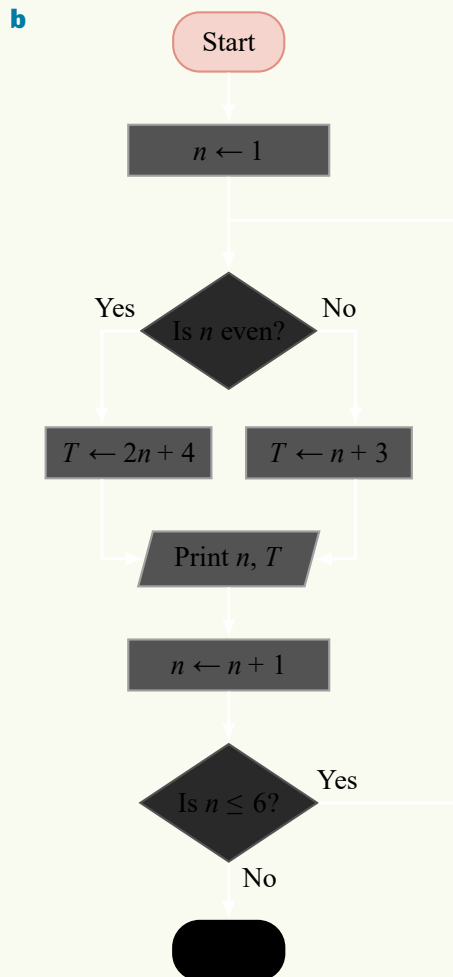 b
Start
n ← 1
Yes
No
Is n even?
T ← 2n + 4
T ← n + 3
Print n, T
n ← n + 1
Yes
Is n ≤ 6?
No